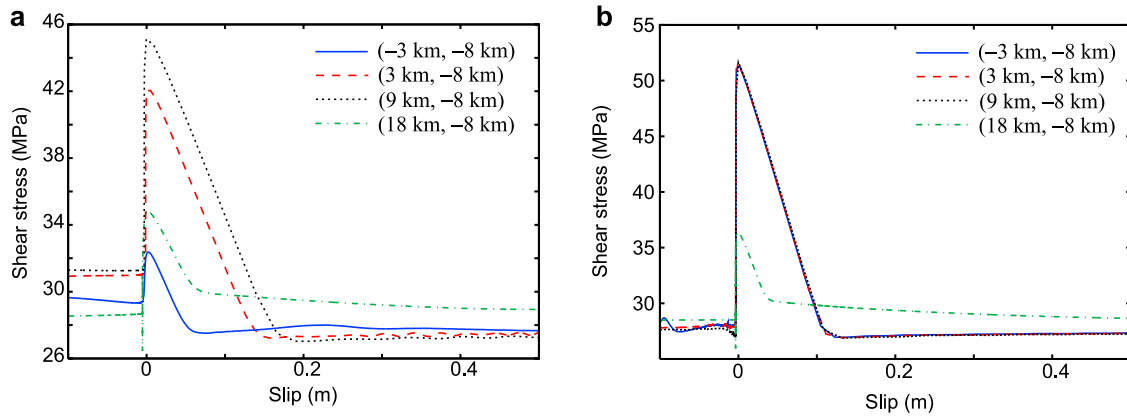 a
46
42
38
34
30
26
Shear stress (MPa)
0
0.2
0.4
Slip (m)
(−3 km, −8 km)
(3 km, −8 km)
(9 km, −8 km)
(18 km, −8 km)
b
50
45
40
35
30
Shear stress (MPa)
0
0.2
0.4
Slip (m)
(−3 km, −8 km)
(3 km, −8 km)
(9 km, −8 km)
(18 km, −8 km)